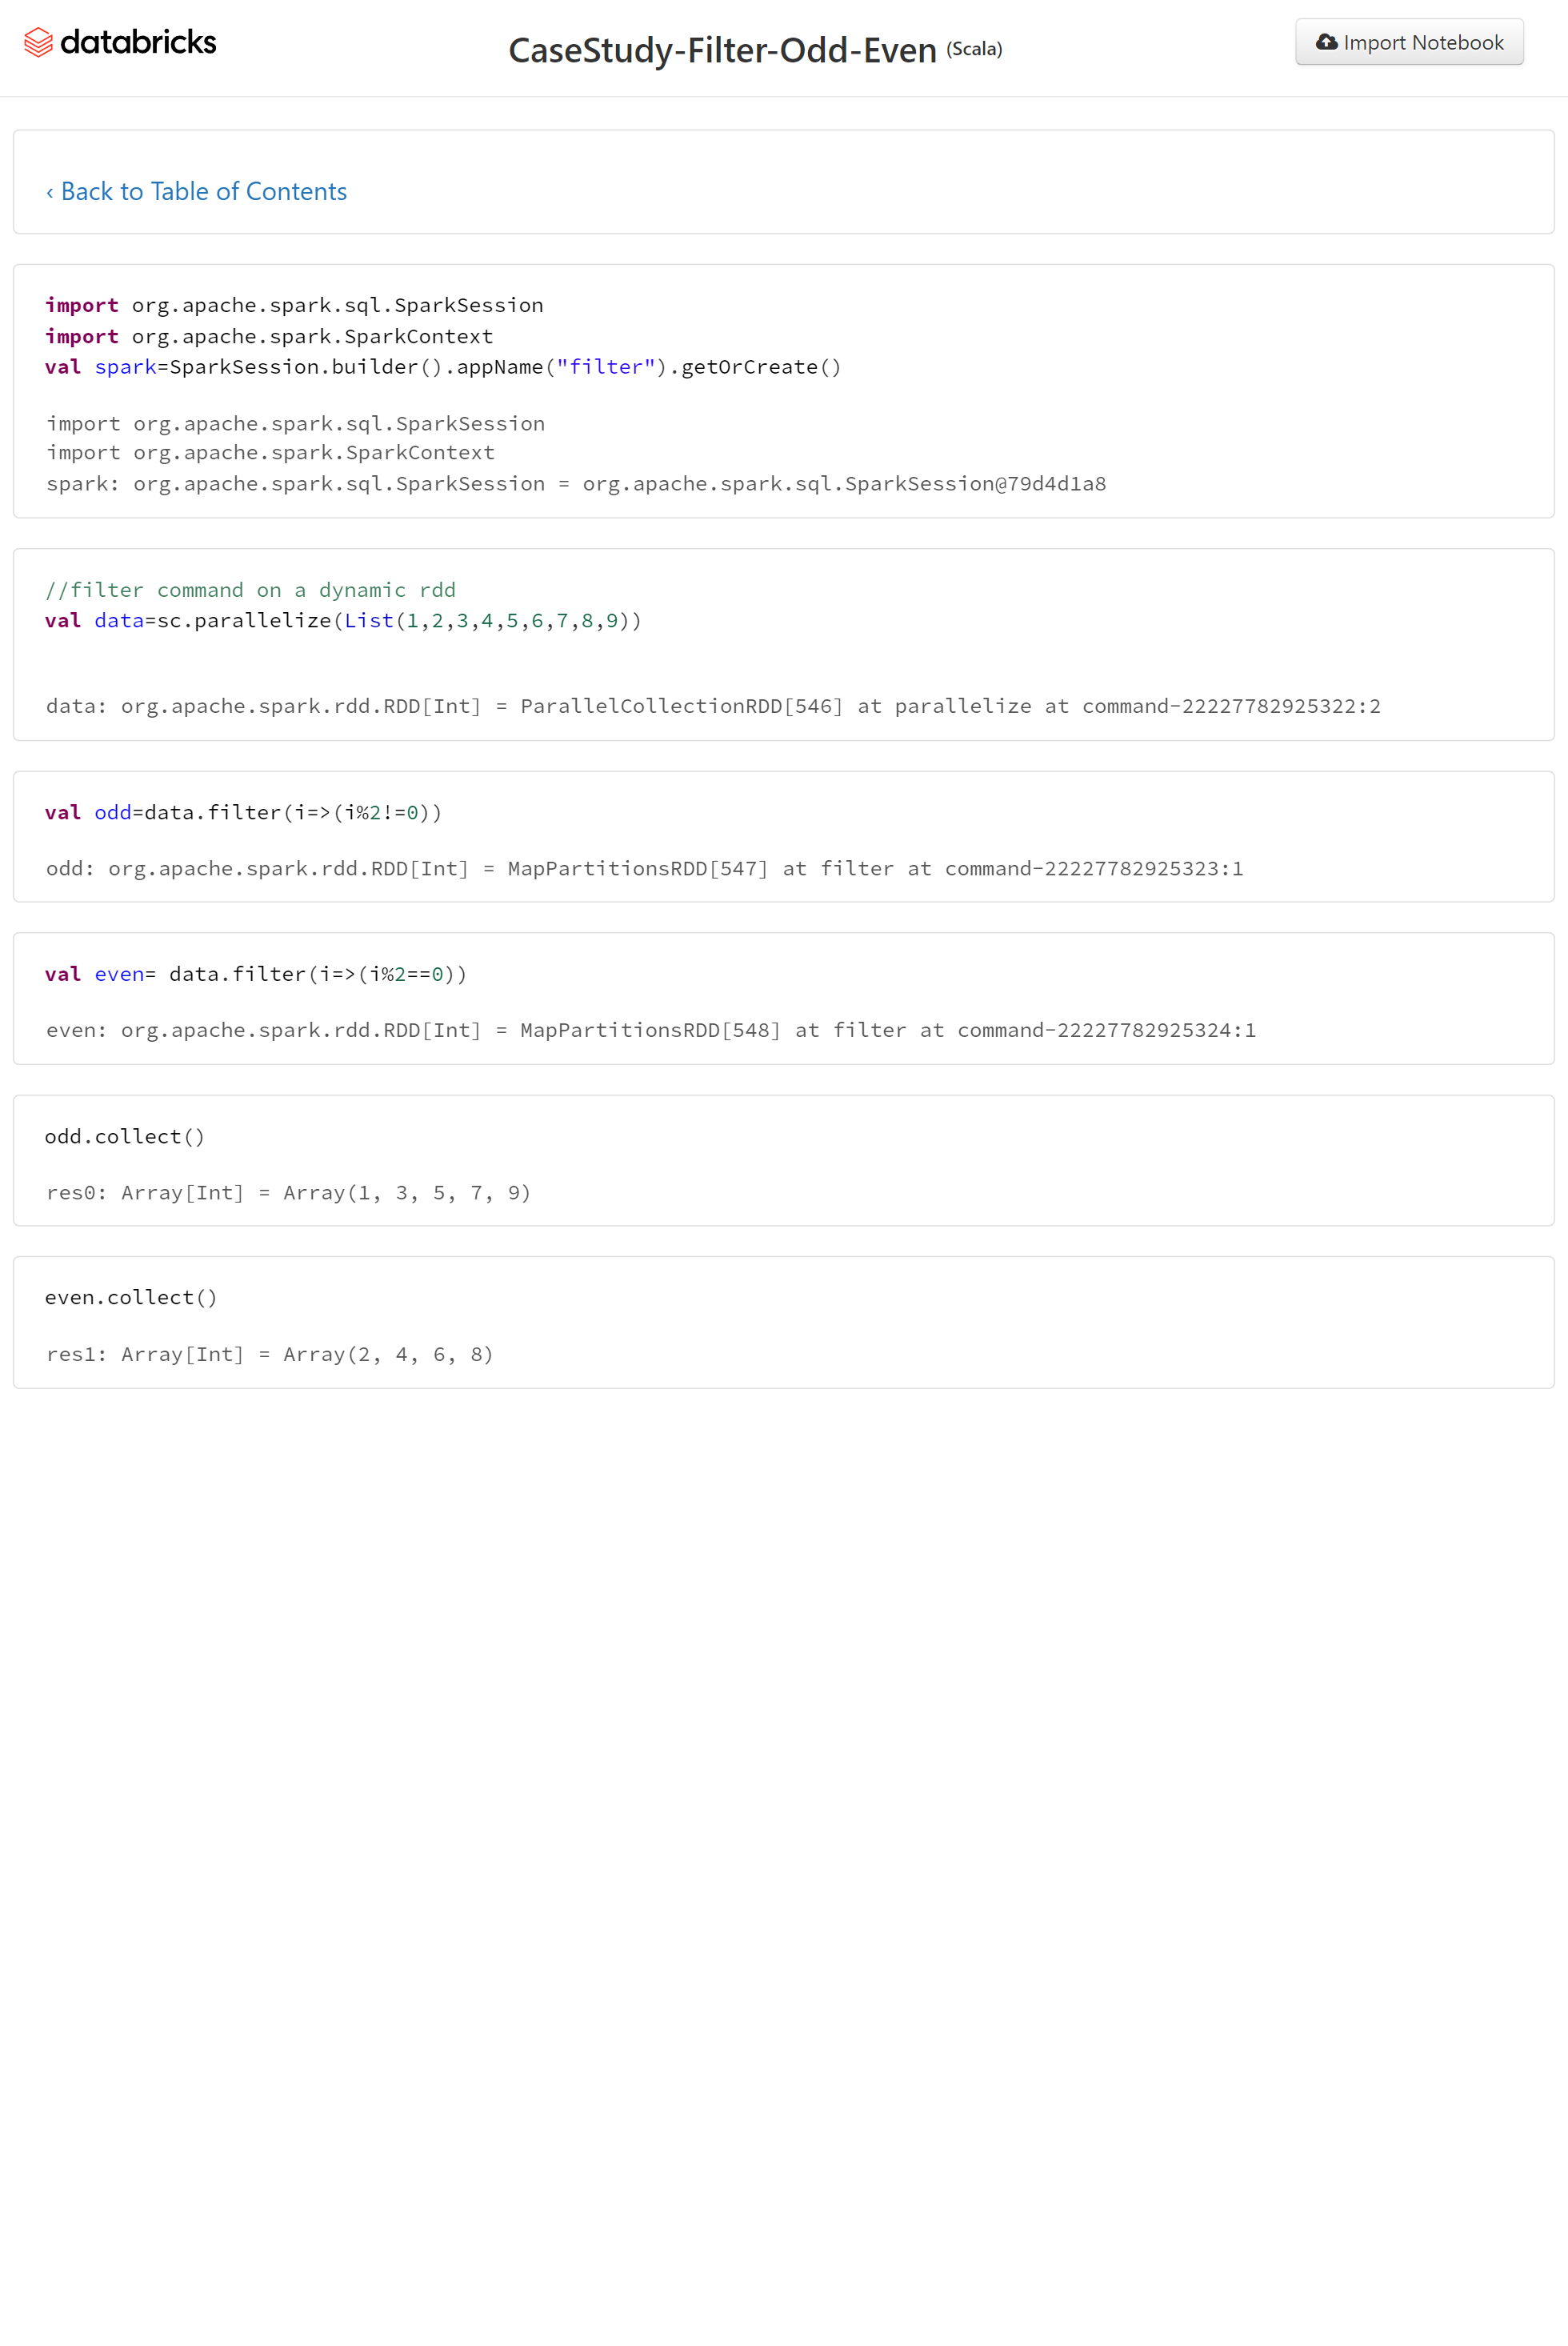 databricks
CaseStudy-Filter-Odd-Even (Scala)
Import Notebook
‹ Back to Table of Contents
import org.apache.spark.sql.SparkSession
import org.apache.spark.SparkContext
val spark=SparkSession.builder().appName("filter").getOrCreate()
import org.apache.spark.sql.SparkSession
import org.apache.spark.SparkContext
spark: org.apache.spark.sql.SparkSession = org.apache.spark.sql.SparkSession@79d4d1a8
//filter command on a dynamic rdd
val data=sc.parallelize(List(1,2,3,4,5,6,7,8,9))
data: org.apache.spark.rdd.RDD[Int] = ParallelCollectionRDD[546] at parallelize at command-22227782925322:2
val odd=data.filter(i=>(i%2!=0))
odd: org.apache.spark.rdd.RDD[Int] = MapPartitionsRDD[547] at filter at command-22227782925323:1
val even= data.filter(i=>(i%2==0))
even: org.apache.spark.rdd.RDD[Int] = MapPartitionsRDD[548] at filter at command-22227782925324:1
odd.collect()
res0: Array[Int] = Array(1, 3, 5, 7, 9)
even.collect()
res1: Array[Int] = Array(2, 4, 6, 8)